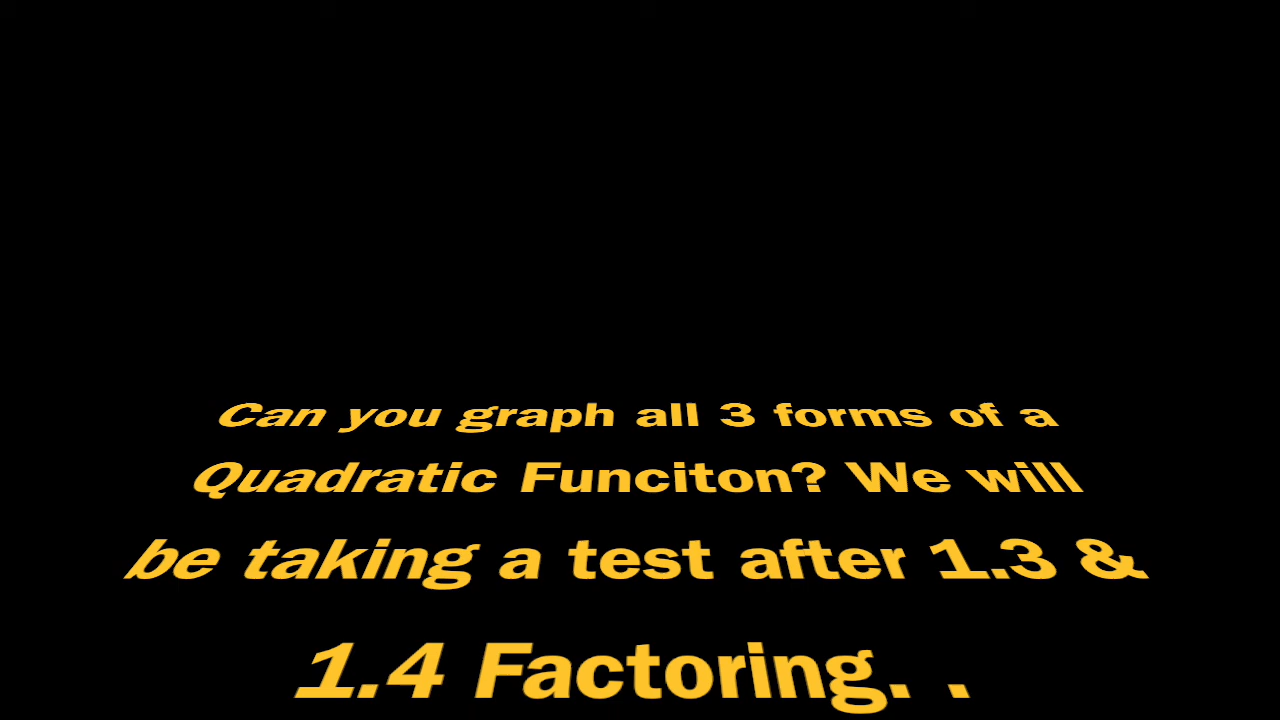 Can you graph all 3 forms of a
Quadratic Funciton? We will
be taking a test after 1.3 &
1.4 Factoring. .